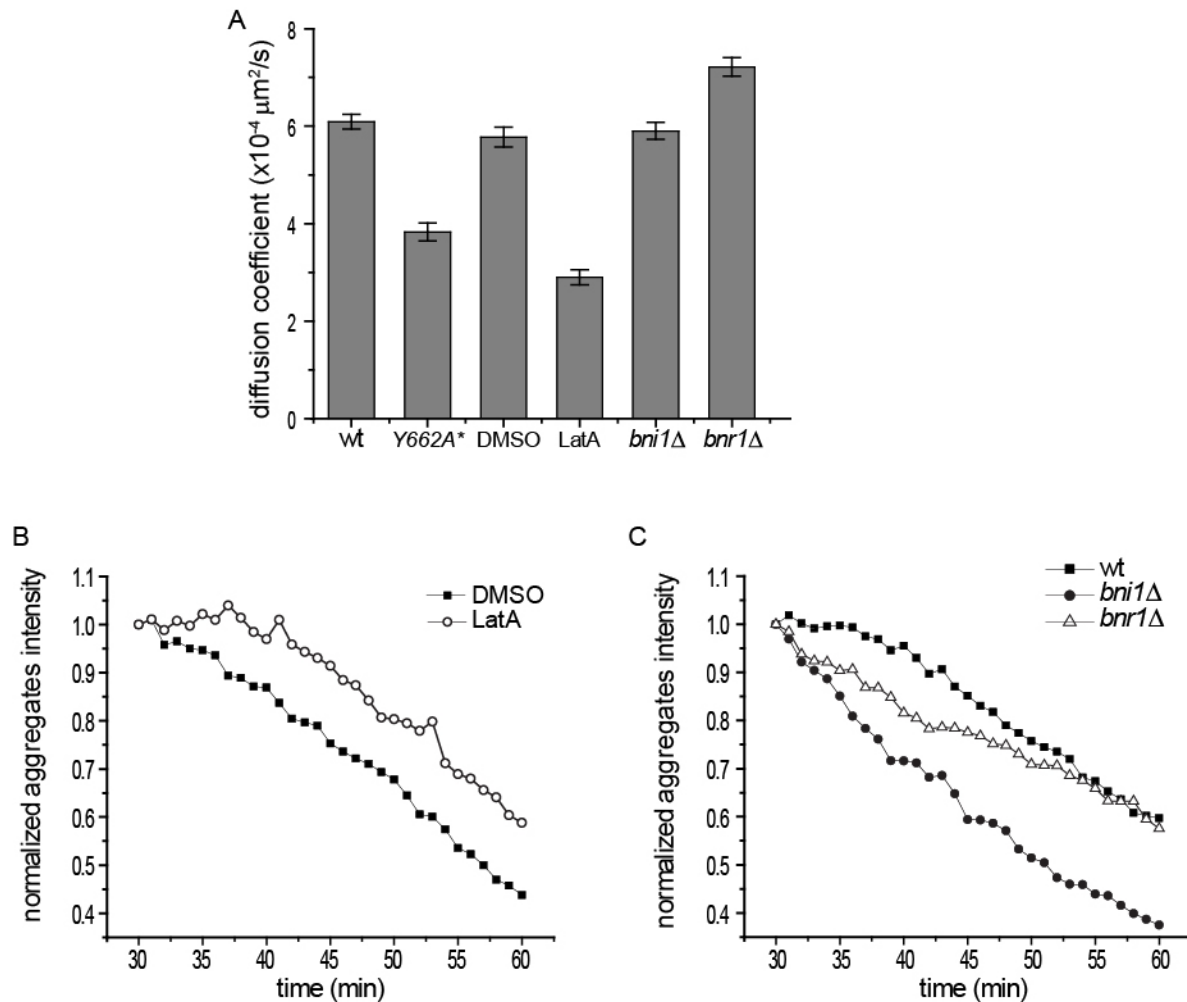 A
diffusion coefficient (x10⁻⁴ μm²/s)
8
6
4
2
0
wt Y662A* DMSO LatA bni1Δ bnr1Δ
B
normalized aggregates intensity
1.1
1.0
0.9
0.8
0.7
0.6
0.5
0.4
DMSO
LatA
30 35 40 45 50 55 60
time (min)
C
normalized aggregates intensity
1.1
1.0
0.9
0.8
0.7
0.6
0.5
0.4
wt
bni1Δ
bnr1Δ
30 35 40 45 50 55 60
time (min)